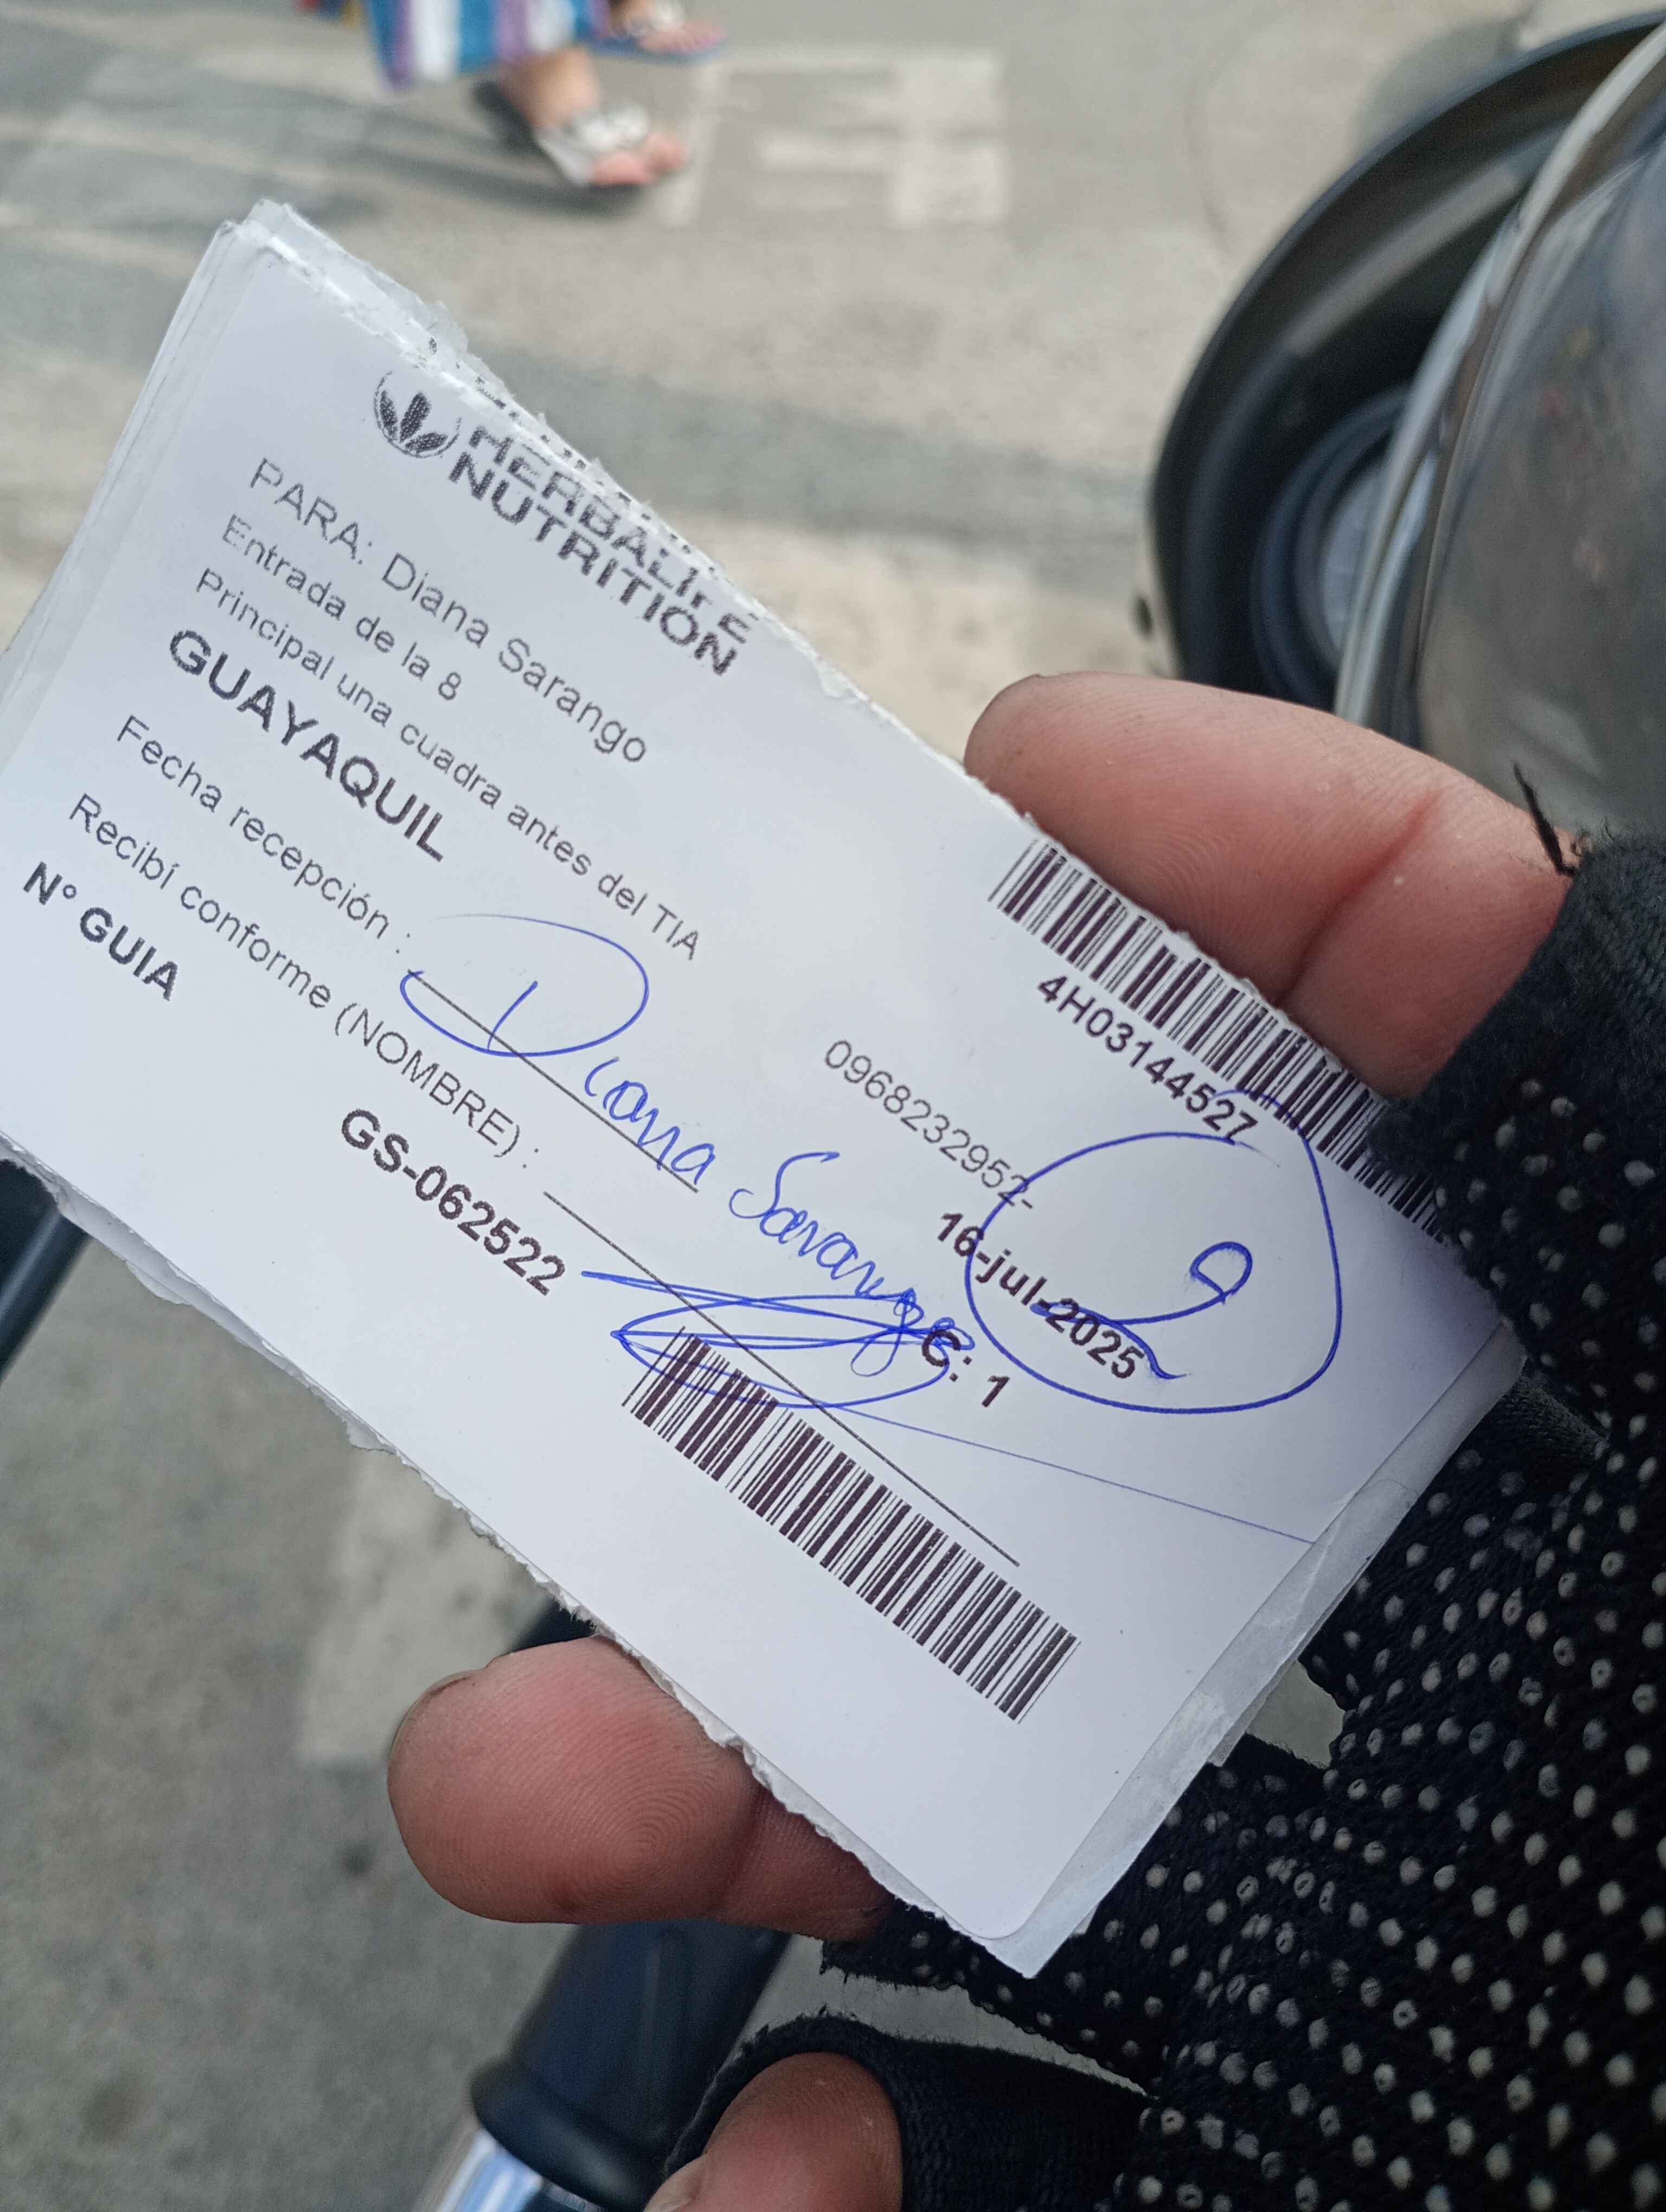 HERBALIFE
NUTRITION
4H03144527
PARA: Diana Sarango
Entrada de la 8
Principal una cuadra antes del TIA
0968232952-
GUAYAQUIL
16-jul-2025
2
Fecha recepción :
Diana Sarango
C: 1
Recibí conforme (NOMBRE) :
N° GUIA
GS-062522